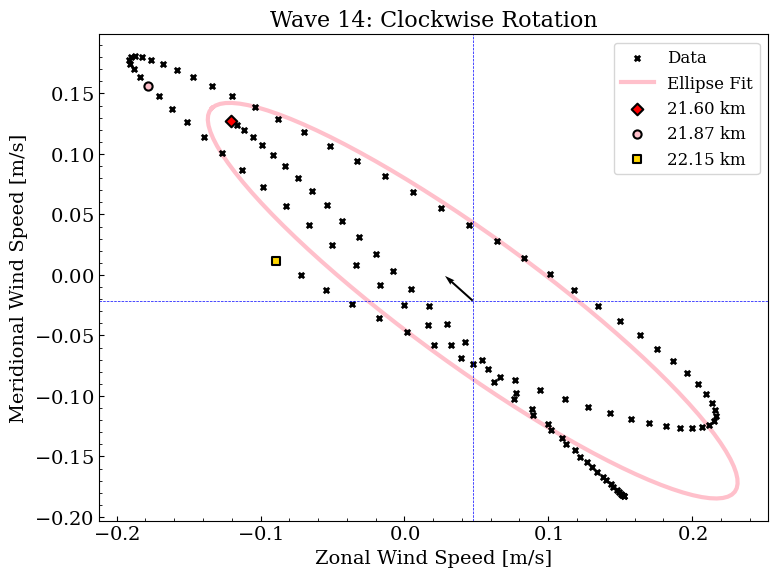 Wave 14: Clockwise Rotation
Data
Ellipse Fit
21.60 km
21.87 km
22.15 km
Meridional Wind Speed [m/s]
0.15
0.10
0.05
0.00
−0.05
−0.10
−0.15
−0.20
−0.2
−0.1
0.0
0.1
0.2
Zonal Wind Speed [m/s]